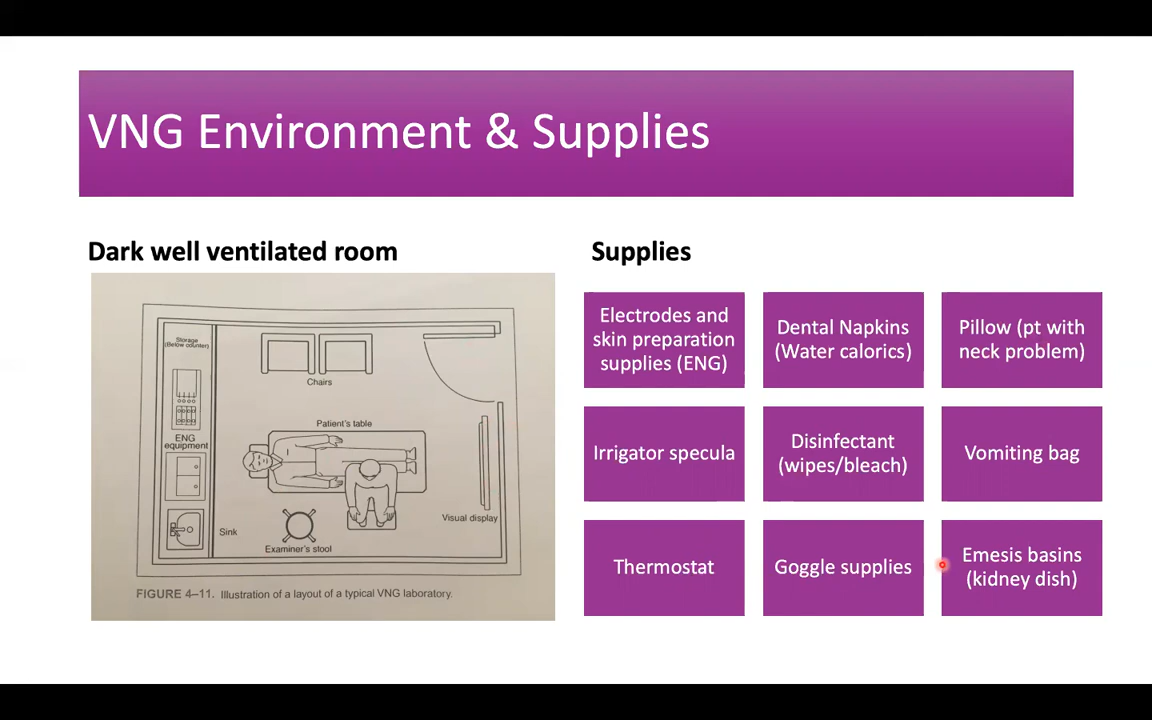 VNG Environment & Supplies
Dark well ventilated room
Storage
(Below counter)
Chairs
Patient's table
ENG
equipment
Sink
Visual display
Examiner's stool
FIGURE 4–11. Illustration of a layout of a typical VNG laboratory.
Supplies
Electrodes and
skin preparation
supplies (ENG)
Dental Napkins
(Water calorics)
Pillow (pt with
neck problem)
Irrigator specula
Disinfectant
(wipes/bleach)
Vomiting bag
Thermostat
Goggle supplies
Emesis basins
(kidney dish)